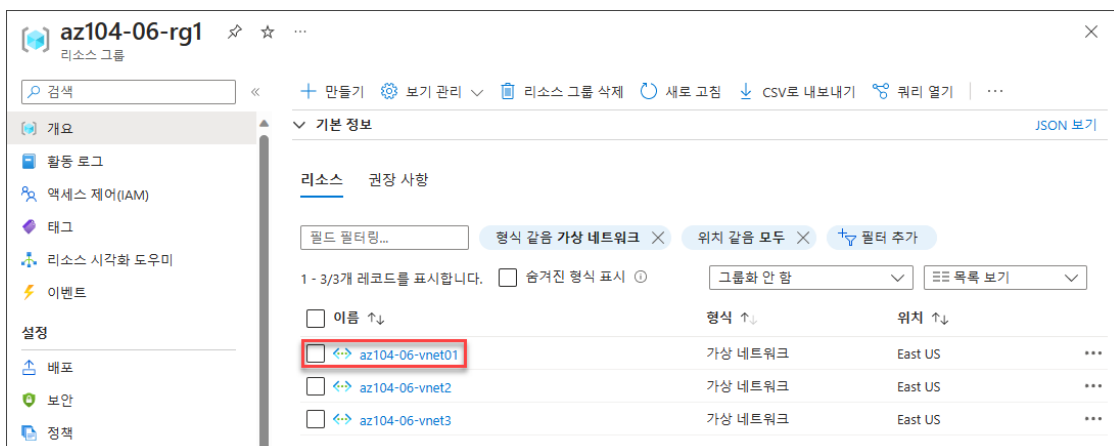 az104-06-rg1
리소스 그룹
검색
개요
활동 로그
액세스 제어(IAM)
태그
리소스 시각화 도우미
이벤트
설정
배포
보안
정책
만들기 보기 관리 리소스 그룹 삭제 새로 고침 CSV로 내보내기 쿼리 열기
기본 정보 JSON 보기
리소스 권장 사항
필드 필터링... 형식 같음 가상 네트워크 위치 같음 모두 필터 추가
1 - 3/3개 레코드를 표시합니다. 숨겨진 형식 표시 그룹화 안 함 목록 보기
이름 형식 위치
az104-06-vnet01 가상 네트워크 East US
az104-06-vnet2 가상 네트워크 East US
az104-06-vnet3 가상 네트워크 East US